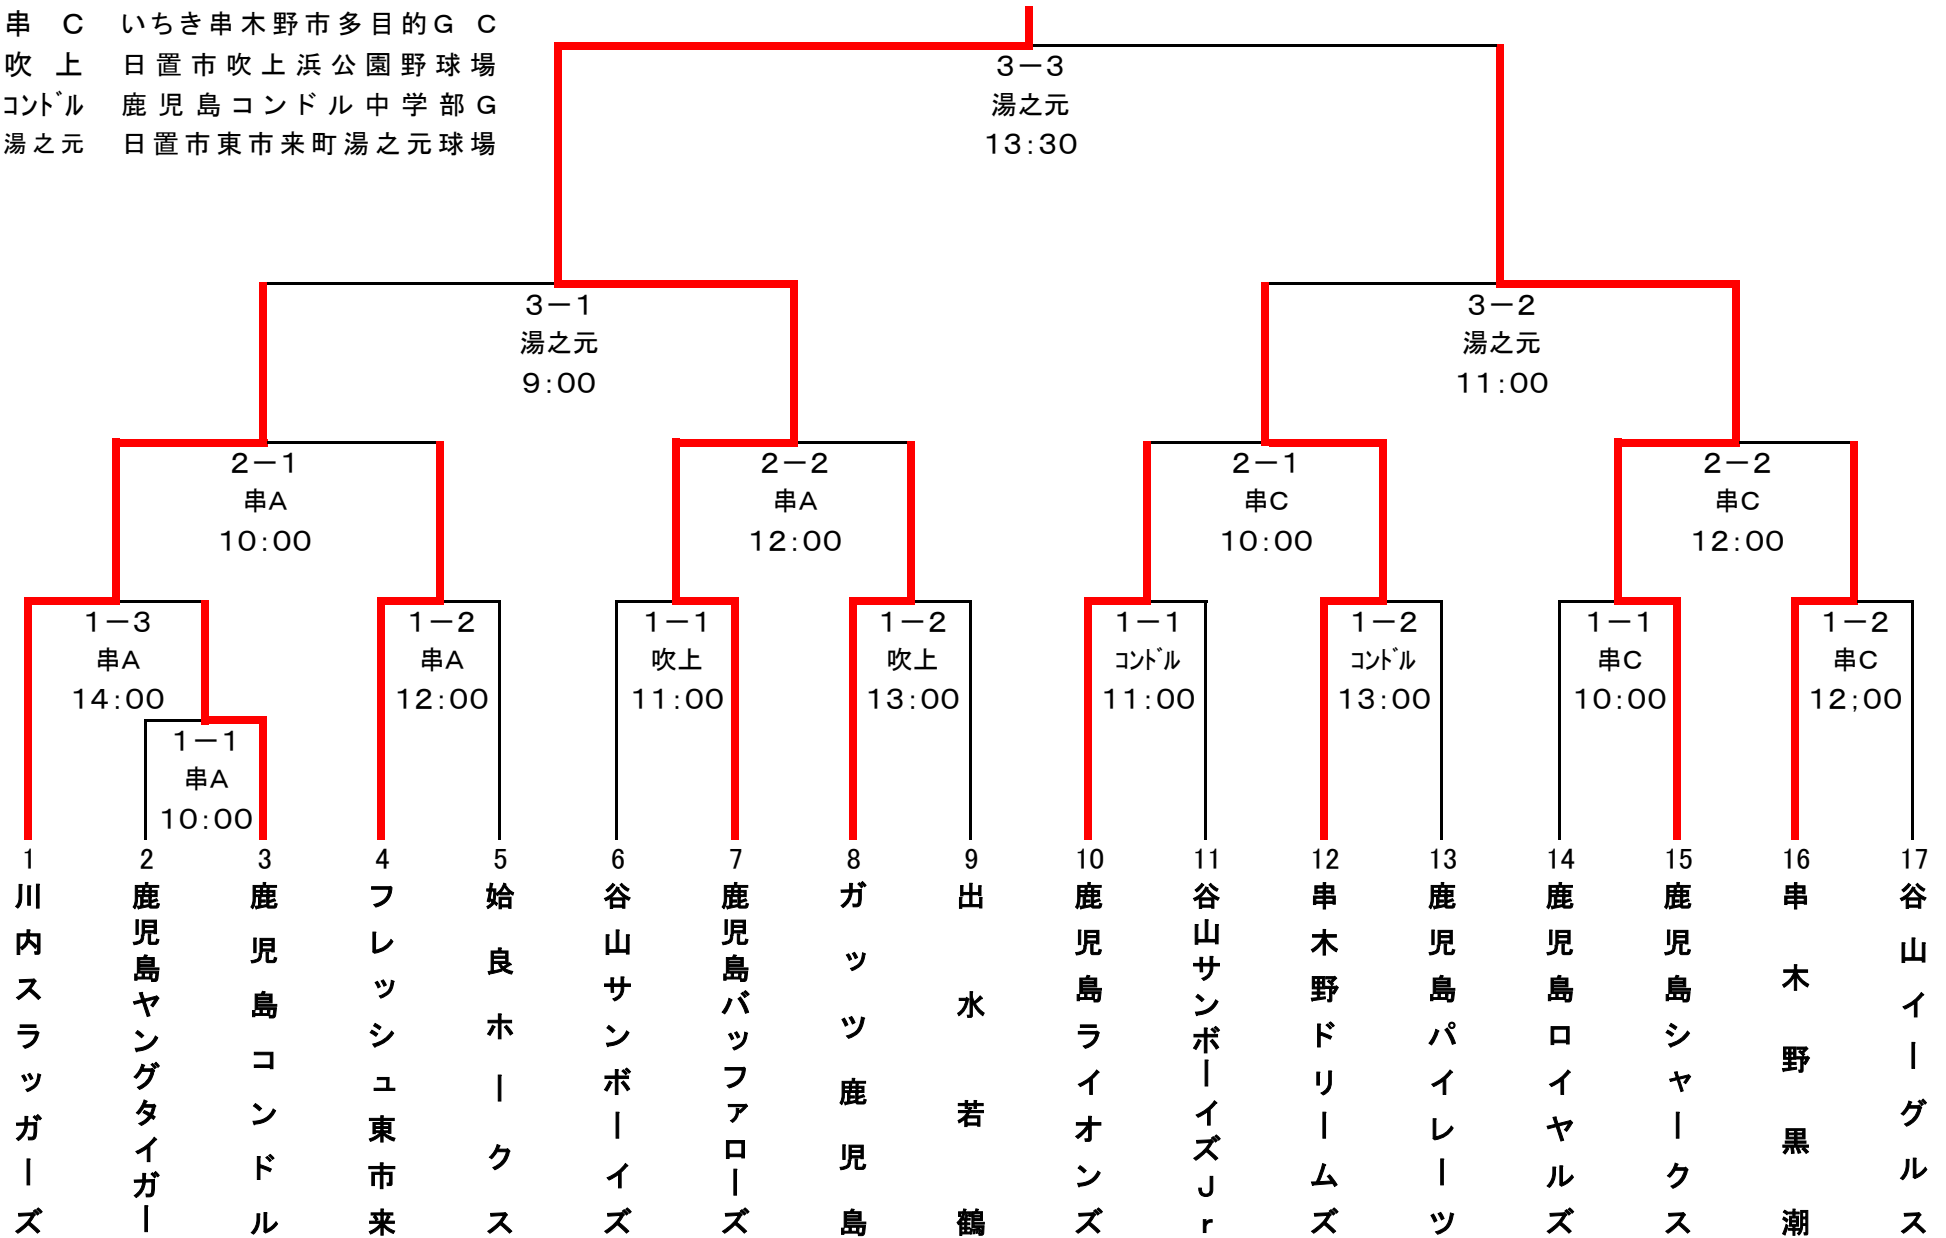 串　C　いちき串木野市多目的G　C
吹　上　日置市吹上浜公園野球場
ｺﾝﾄﾞﾙ　鹿児島コンドル中学部G
湯之元　日置市東市来町湯之元球場
3－3
湯之元
13:30
3－1
湯之元
9:00
3－2
湯之元
11:00
2－1
串A
10:00
2－2
串A
12:00
2－1
串C
10:00
2－2
串C
12:00
1－3
串A
14:00
1－2
串A
12:00
1－1
吹上
11:00
1－2
吹上
13:00
1－1
ｺﾝﾄﾞﾙ
11:00
1－2
ｺﾝﾄﾞﾙ
13:00
1－1
串C
10:00
1－2
串C
12;00
1－1
串A
10:00
1
川内スラッガーズ
2
鹿児島ヤングタイガー
3
鹿児島コンドル
4
フレッシュ東市来
5
姶良ホークス
6
谷山サンボーイズ
7
鹿児島バッファローズ
8
ガッツ鹿児島
9
出水若鶴
10
鹿児島ライオンズ
11
谷山サンボーイズJr
12
串木野ドリームズ
13
鹿児島パイレーツ
14
鹿児島ロイヤルズ
15
鹿児島シャークス
16
串木野黒潮
17
谷山イーグルス